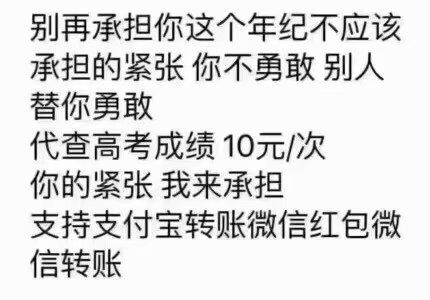 别再承担你这个年纪不应该
承担的紧张 你不勇敢 别人
替你勇敢
代查高考成绩 10元/次
你的紧张 我来承担
支持支付宝转账微信红包微
信转账